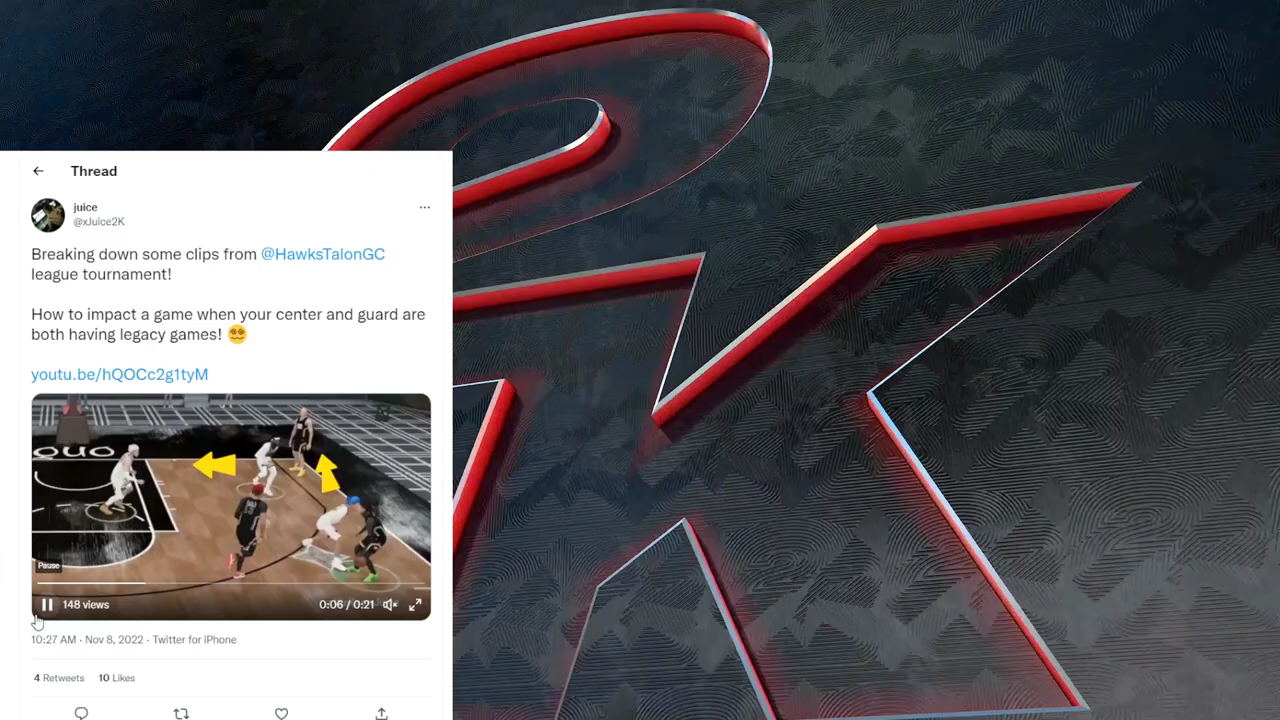 Thread
juice
@xJuice2K
Breaking down some clips from @HawksTalonGC
league tournament!
How to impact a game when your center and guard are
both having legacy games! 😵‍💫
youtu.be/hQOCc2g1tyM
ouo
Pause
148 views
0:06 / 0:21
10:27 AM · Nov 8, 2022 · Twitter for iPhone
4 Retweets 10 Likes